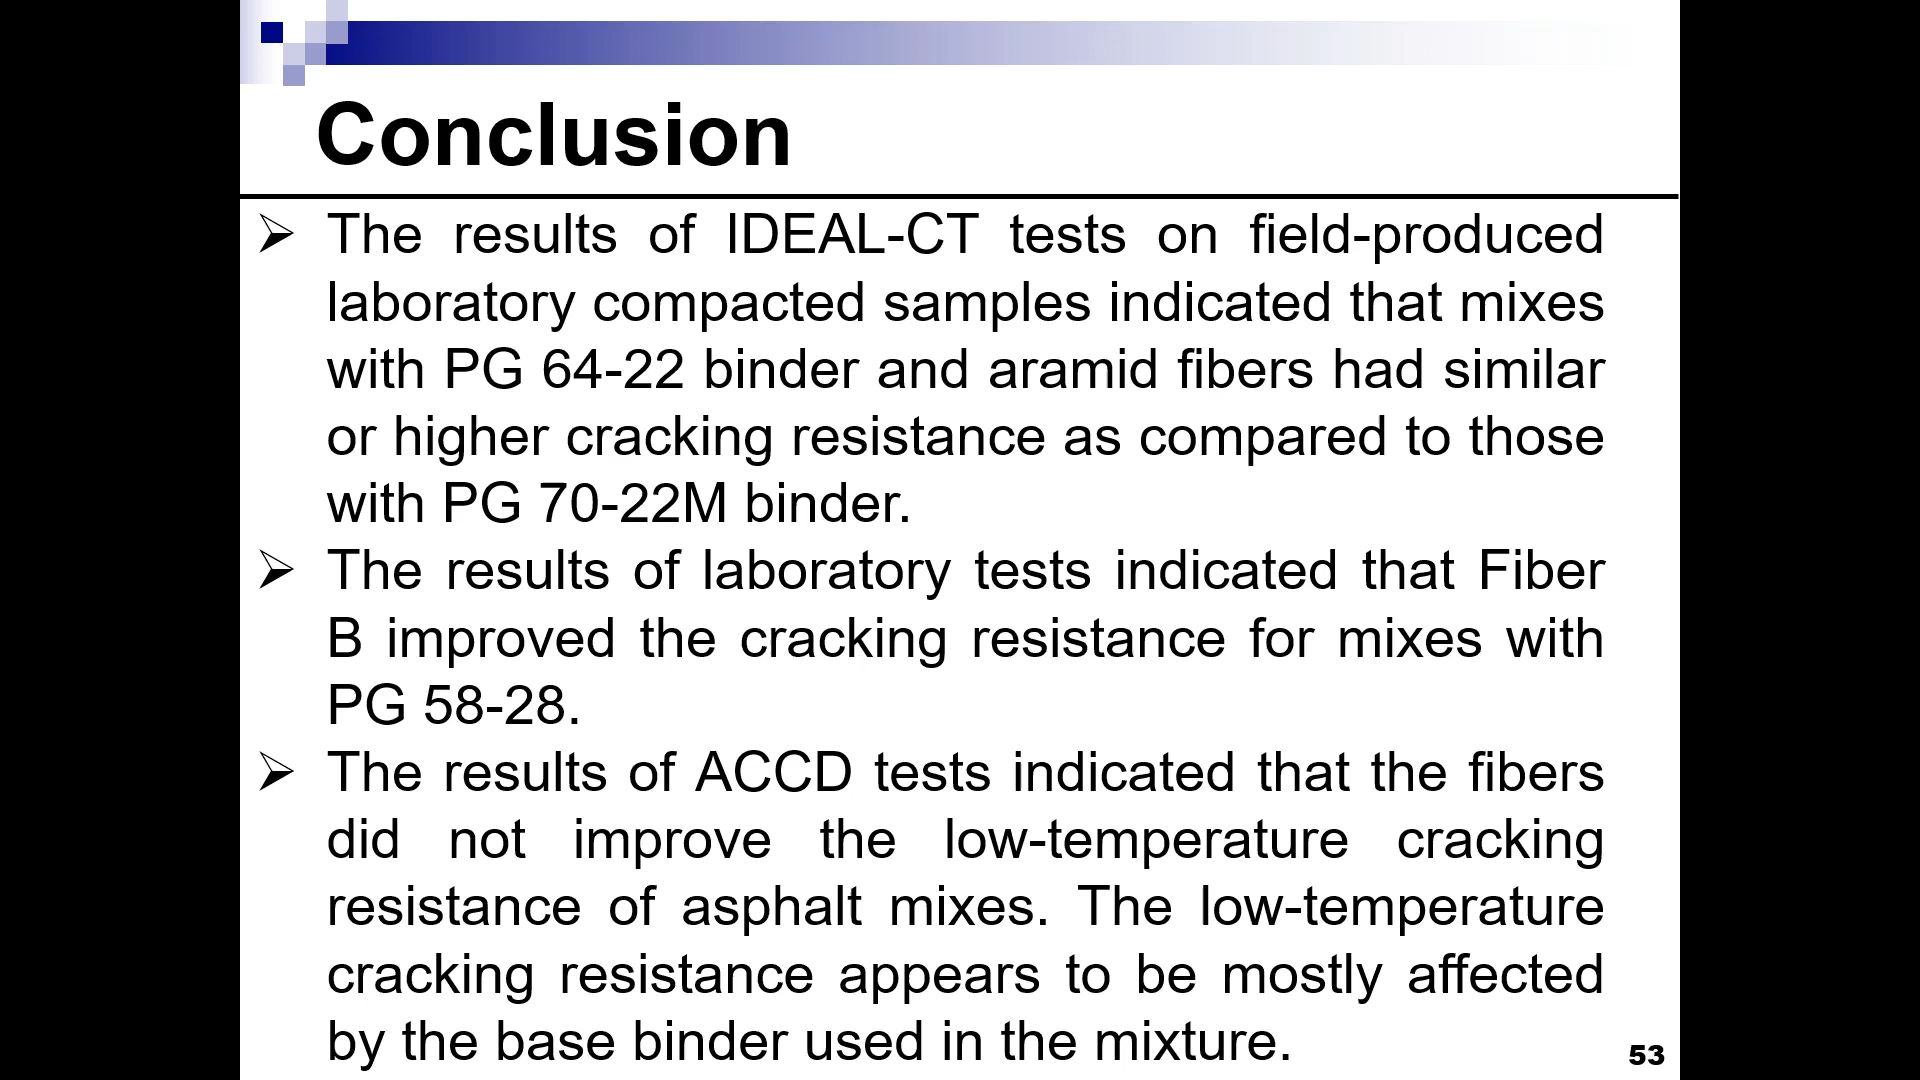 Conclusion
➢ The results of IDEAL-CT tests on field-produced
laboratory compacted samples indicated that mixes
with PG 64-22 binder and aramid fibers had similar
or higher cracking resistance as compared to those
with PG 70-22M binder.
➢ The results of laboratory tests indicated that Fiber
B improved the cracking resistance for mixes with
PG 58-28.
➢ The results of ACCD tests indicated that the fibers
did not improve the low-temperature cracking
resistance of asphalt mixes. The low-temperature
cracking resistance appears to be mostly affected
by the base binder used in the mixture.
53